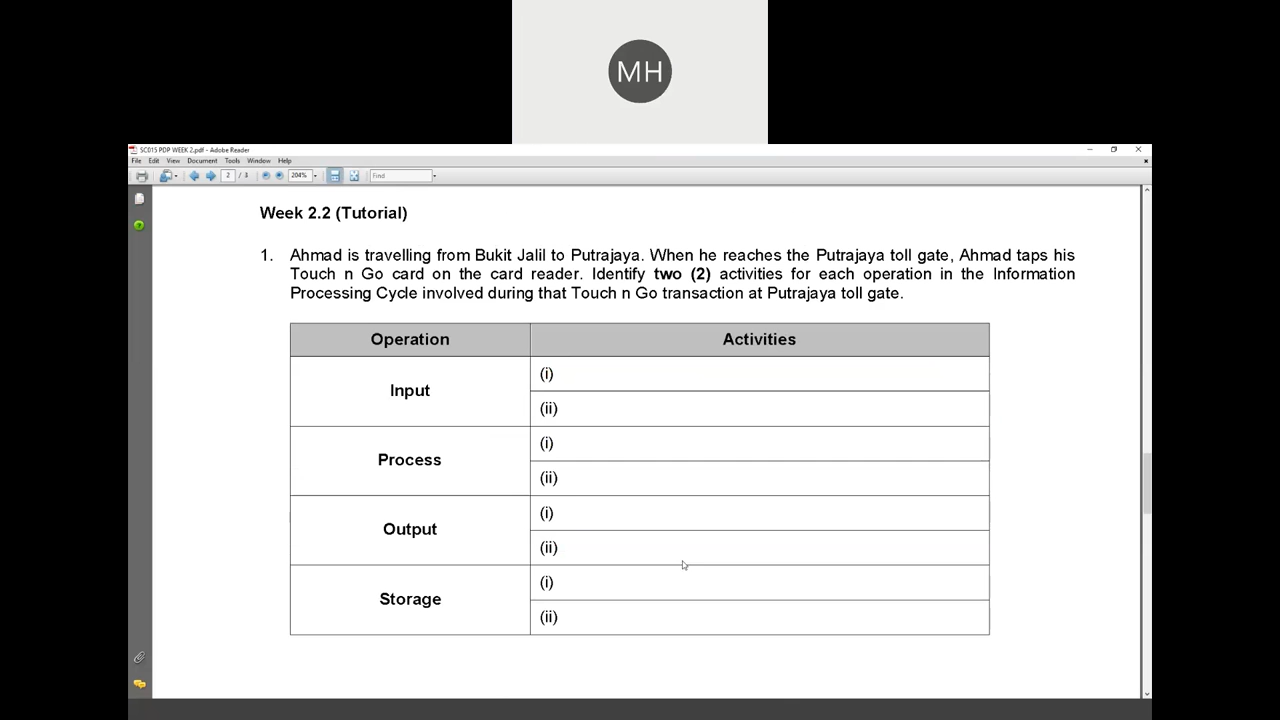 MH
SC015 PDP WEEK 2.pdf - Adobe Reader
File Edit View Document Tools Window Help
2 / 3 204% Find
Week 2.2 (Tutorial)
1. Ahmad is travelling from Bukit Jalil to Putrajaya. When he reaches the Putrajaya toll gate, Ahmad taps his
Touch n Go card on the card reader. Identify two (2) activities for each operation in the Information
Processing Cycle involved during that Touch n Go transaction at Putrajaya toll gate.
Operation Activities
Input
(i)
(ii)
Process
(i)
(ii)
Output
(i)
(ii)
Storage
(i)
(ii)